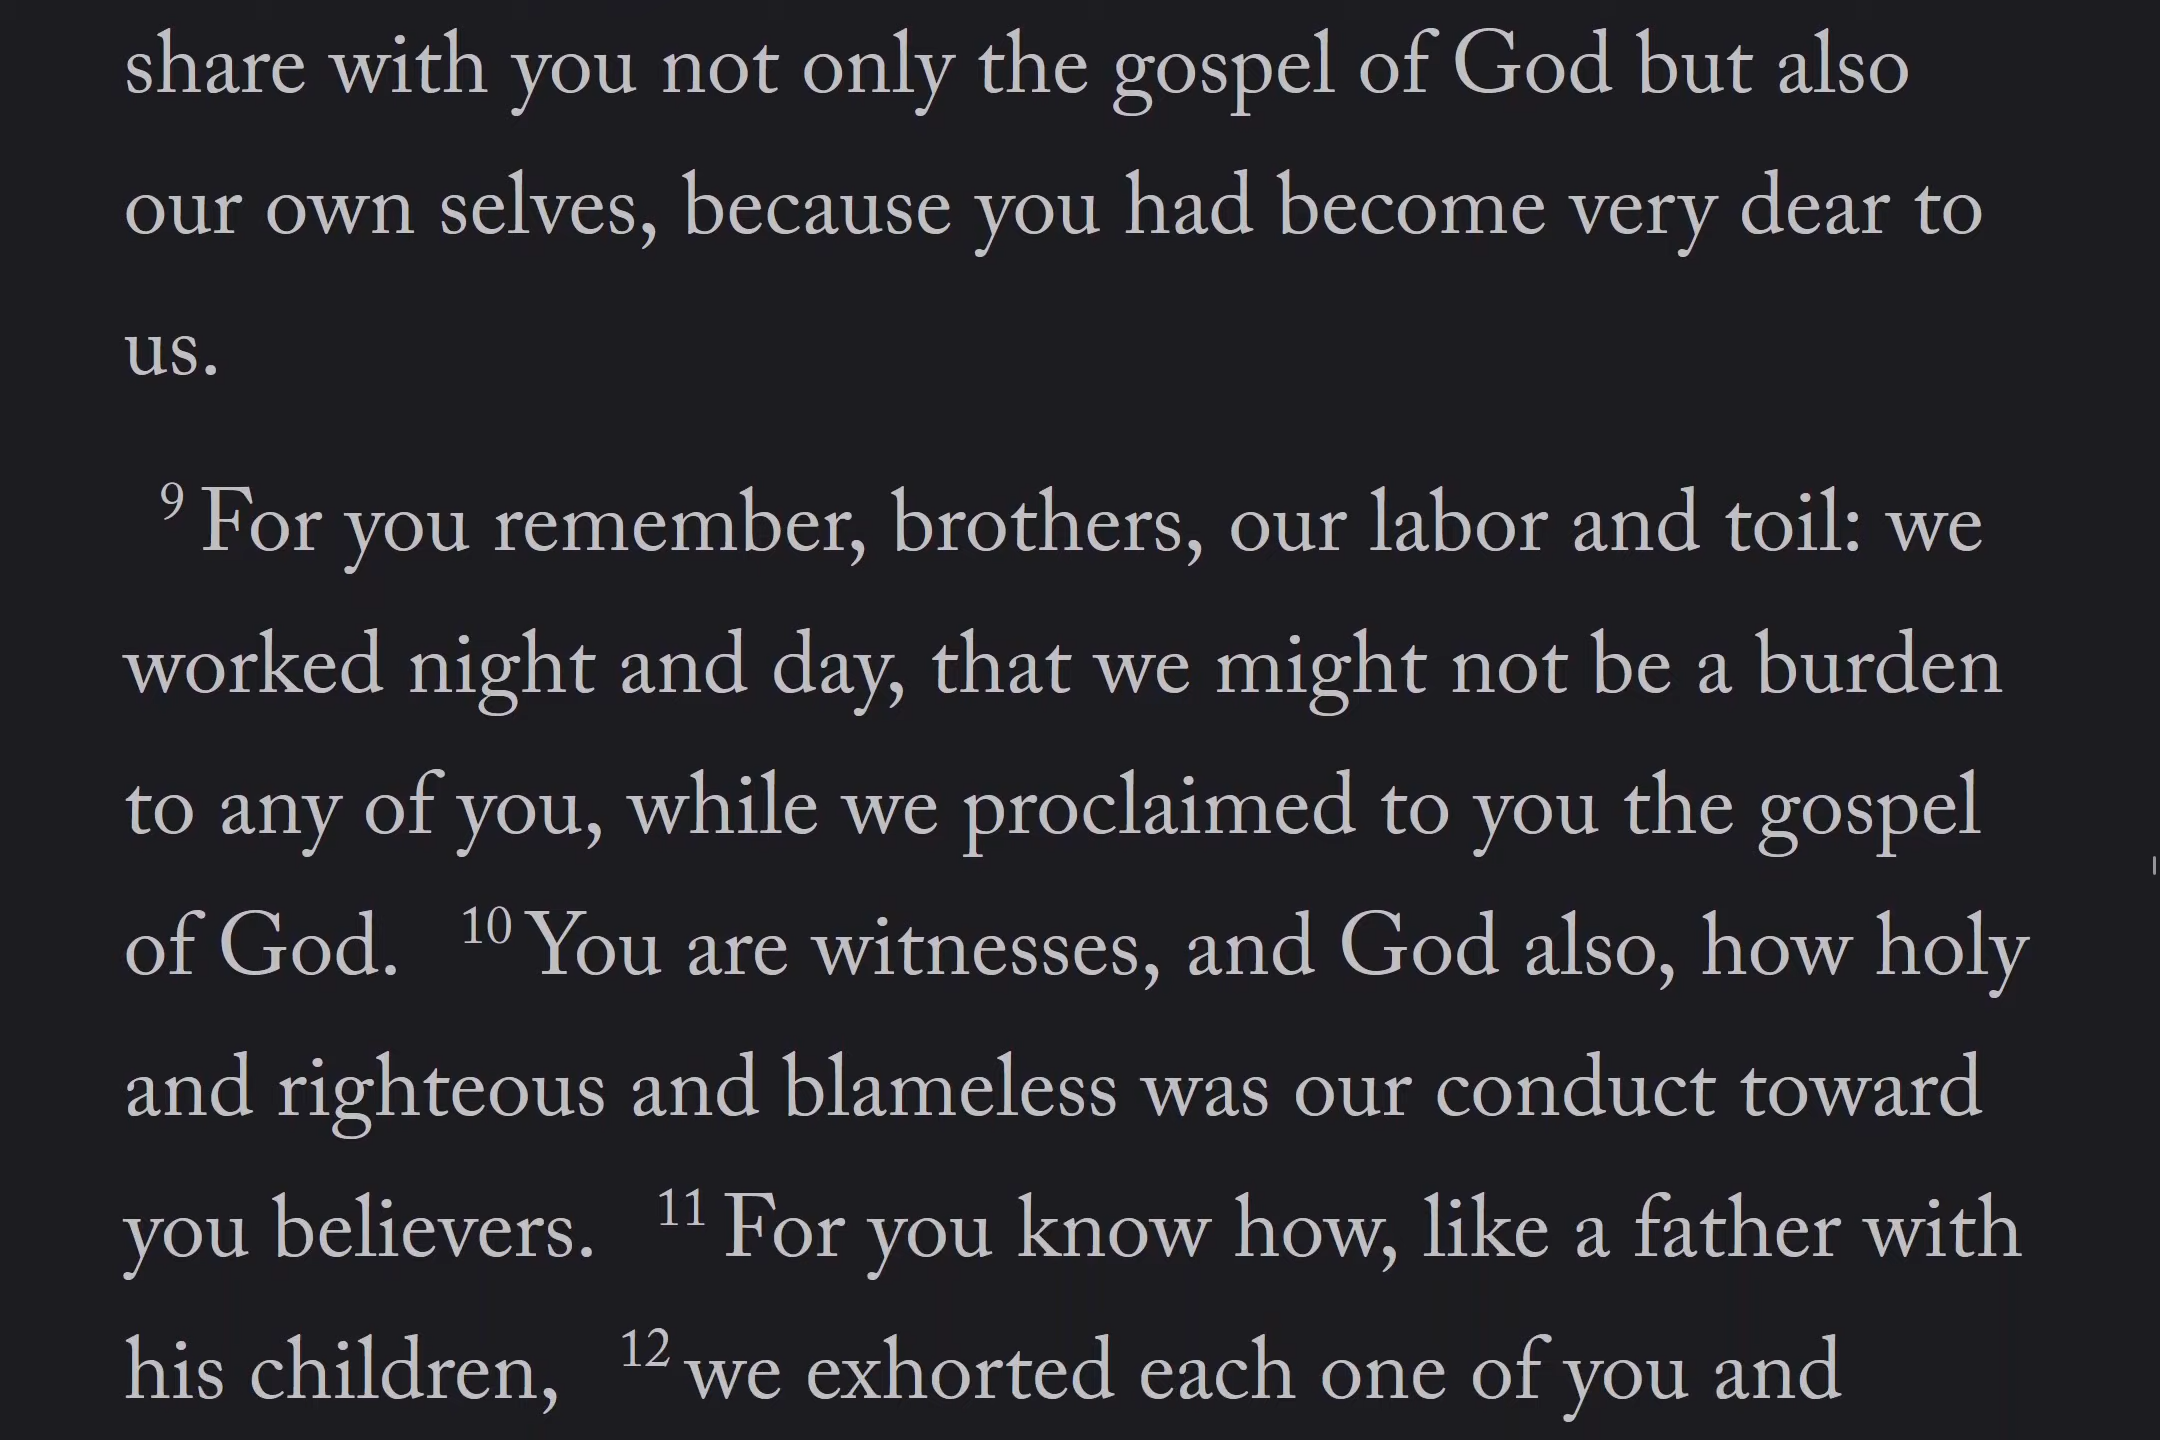 share with you not only the gospel of God but also
our own selves, because you had become very dear to
us.
9 For you remember, brothers, our labor and toil: we
worked night and day, that we might not be a burden
to any of you, while we proclaimed to you the gospel
of God. 10 You are witnesses, and God also, how holy
and righteous and blameless was our conduct toward
you believers. 11 For you know how, like a father with
his children, 12 we exhorted each one of you and